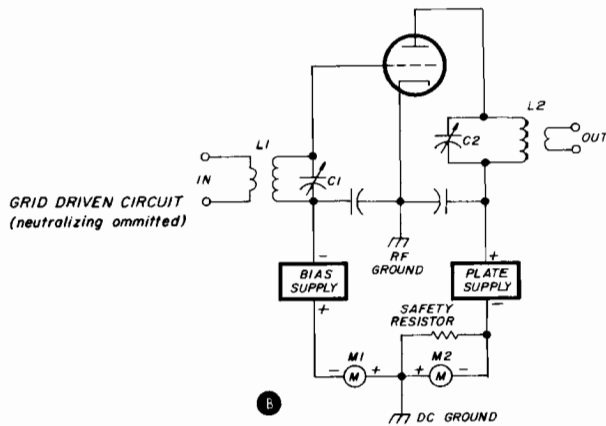 L2
C2
OUT
L1
IN
C1
GRID DRIVEN CIRCUIT
(neutralizing ommitted)
RF
GROUND
-
BIAS
SUPPLY
+
+
PLATE
SUPPLY
-
SAFETY
RESISTOR
M1
M2
- M +
+ M -
B
DC GROUND